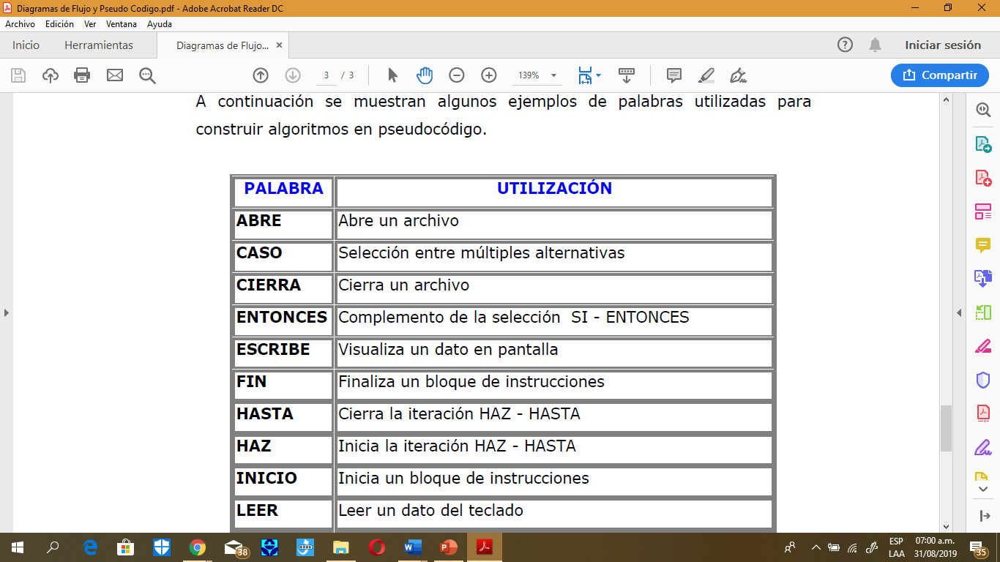 Diagramas de Flujo y Pseudo Codigo.pdf - Adobe Acrobat Reader DC
Archivo Edición Ver Ventana Ayuda
Inicio Herramientas Diagramas de Flujo... × Iniciar sesión
3 / 3 139% Compartir
A continuación se muestran algunos ejemplos de palabras utilizadas para
construir algoritmos en pseudocódigo.
PALABRA UTILIZACIÓN
ABRE Abre un archivo
CASO Selección entre múltiples alternativas
CIERRA Cierra un archivo
ENTONCES Complemento de la selección SI - ENTONCES
ESCRIBE Visualiza un dato en pantalla
FIN Finaliza un bloque de instrucciones
HASTA Cierra la iteración HAZ - HASTA
HAZ Inicia la iteración HAZ - HASTA
INICIO Inicia un bloque de instrucciones
LEER Leer un dato del teclado
38 ESP 07:00 a.m.
LAA 31/08/2019 35